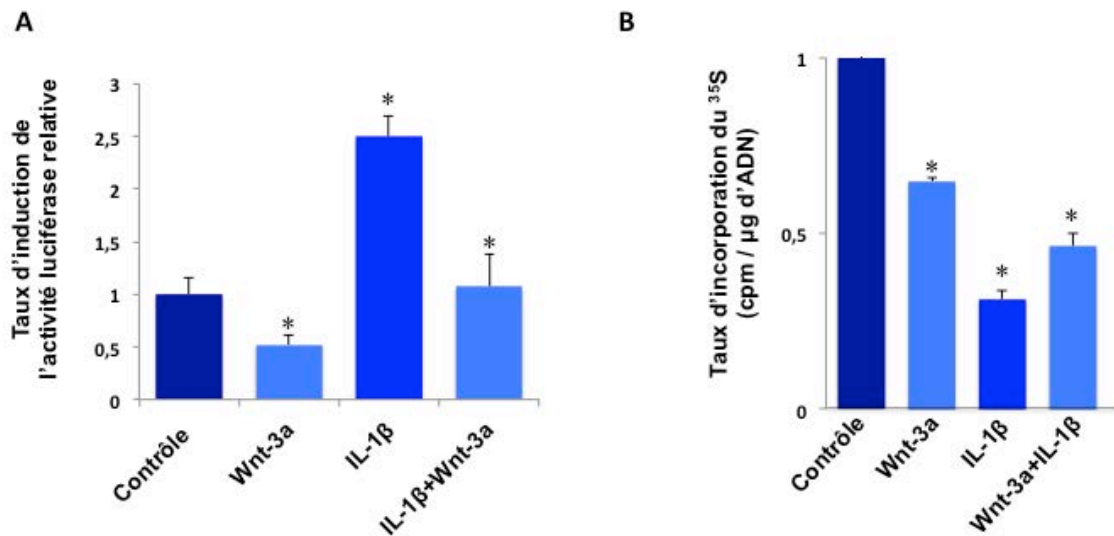 A
Taux d'induction de
l'activité luciférase relative
3
2,5
2
1,5
1
0,5
0
*
*
*
Contrôle
Wnt-3a
IL-1β
IL-1β+Wnt-3a
B
Taux d'incorporation du ³⁵S
(cpm / µg d'ADN)
1
0,5
0
*
*
*
Contrôle
Wnt-3a
IL-1β
Wnt-3a+IL-1β